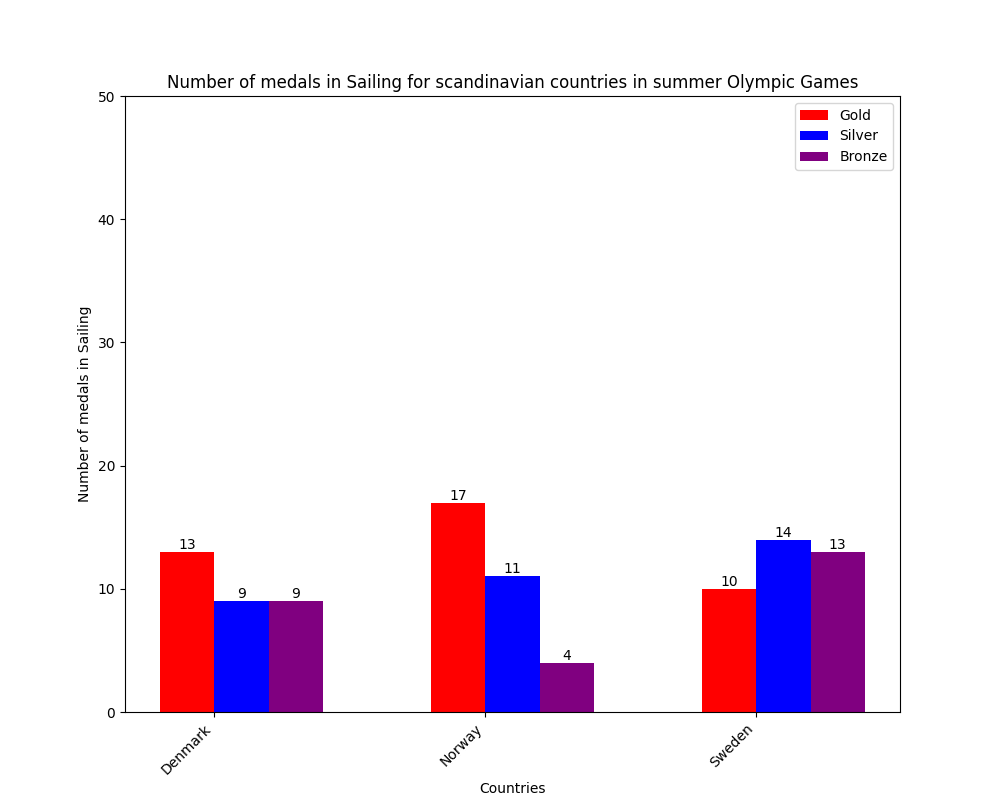 Number of medals in Sailing for scandinavian countries in summer Olympic Games
Gold
Silver
Bronze
Number of medals in Sailing
50
40
30
20
10
0
13
9
9
17
11
4
10
14
13
Denmark
Norway
Sweden
Countries